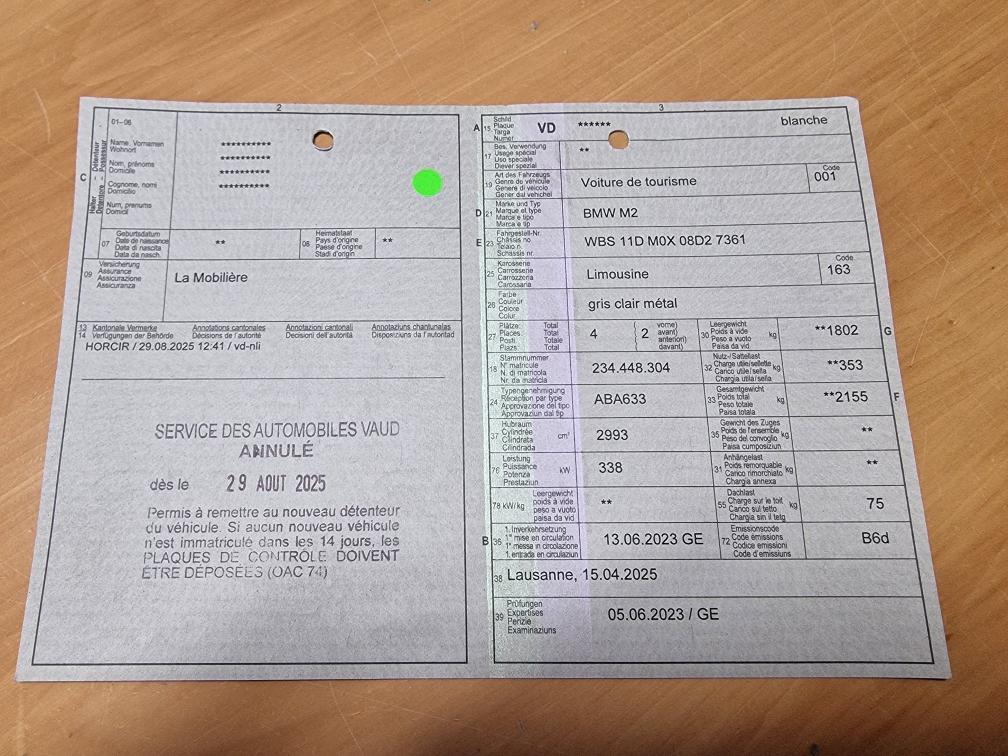 2
01-06
C
Halter Détenteur
Detentore Possessur
Name, Vornamen
Wohnort
Nom, prénoms
Domicile
Cognome, nomi
Domicilio
Num, prenums
Domicil
**********
**********
**********
**********
07
Geburtsdatum
Date de naissance
Data di nascita
Data da nasch.
**
08
Heimatstaat
Pays d'origine
Paese d'origine
Stadi d'origin
**
09
Versicherung
Assurance
Assicurazione
Assicuranza
La Mobilière
13 Kantonale Vermerke Annotations cantonales Annotazioni cantonali Annotaziuns chantunalas
14 Verfügungen der Behörde Décisions de l'autorité Decisioni dell'autorità Disposiziuns da l'autoritad
HORCIR / 29.08.2025 12:41 / vd-nli
SERVICE DES AUTOMOBILES VAUD
ANNULÉ
dès le 29 AOUT 2025
Permis à remettre au nouveau détenteur
du véhicule. Si aucun nouveau véhicule
n'est immatriculé dans les 14 jours, les
PLAQUES DE CONTRÔLE DOIVENT
ÊTRE DÉPOSÉES (OAC 74)
3
A 15
Schild
Plaque
Targa
Numer
VD ****** blanche
17
Bes. Verwendung
Usage spécial
Uso speciale
Diever spezial
**
19
Art des Fahrzeugs
Genre de véhicule
Genere di veicolo
Gener dal vehichel
Voiture de tourisme
Code
001
D 21
Marke und Typ
Marque et type
Marca e tipo
Marca e tip
BMW M2
E 23
Fahrgestell-Nr.
Châssis no
Telaio n.
Schassis nr.
WBS 11D M0X 08D2 7361
25
Karosserie
Carrosserie
Carrozzeria
Carossaria
Limousine
Code
163
26
Farbe
Couleur
Colore
Colur
gris clair métal
27
Plätze: Total
Places: Total
Posti: Totale
Plazs: Total
4
2
vorne)
avant)
anteriori)
davant)
30
Leergewicht
Poids à vide
Peso a vuoto
Paisa da vid
kg
**1802
G
18
Stammnummer
N° matricule
N. di matricola
Nr. da matricla
234.448.304
32
Nutz-/Sattellast
Charge utile/sellette
Carico utile/sella
Chargia utila/sella
kg
**353
24
Typengenehmigung
Réception par type
Approvazione del tipo
Approvaziun dal tip
ABA633
33
Gesamtgewicht
Poids total
Peso totale
Paisa totala
kg
**2155
F
37
Hubraum
Cylindrée
Cilindrata
Cilindrada
cm³
2993
35
Gewicht des Zuges
Poids de l'ensemble
Peso del convoglio
Paisa cumposiziun
kg
**
76
Leistung
Puissance
Potenza
Prestaziun
kW
338
31
Anhängelast
Poids remorquable
Carico rimorchiato
Chargia annexa
kg
**
78 kW/kg
Leergewicht
poids à vide
peso a vuoto
paisa da vid
**
55
Dachlast
Charge sur le toit
Carico sul tetto
Chargia sin il tetg
kg
75
B 36
1. Inverkehrsetzung
1re mise en circulation
1a messa in circolazione
1. entrada en circulaziun
13.06.2023 GE
72
Emissionscode
Code émissions
Codice emissioni
Code d'emissiuns
B6d
38 Lausanne, 15.04.2025
39
Prüfungen
Expertises
Perizie
Examinaziuns
05.06.2023 / GE